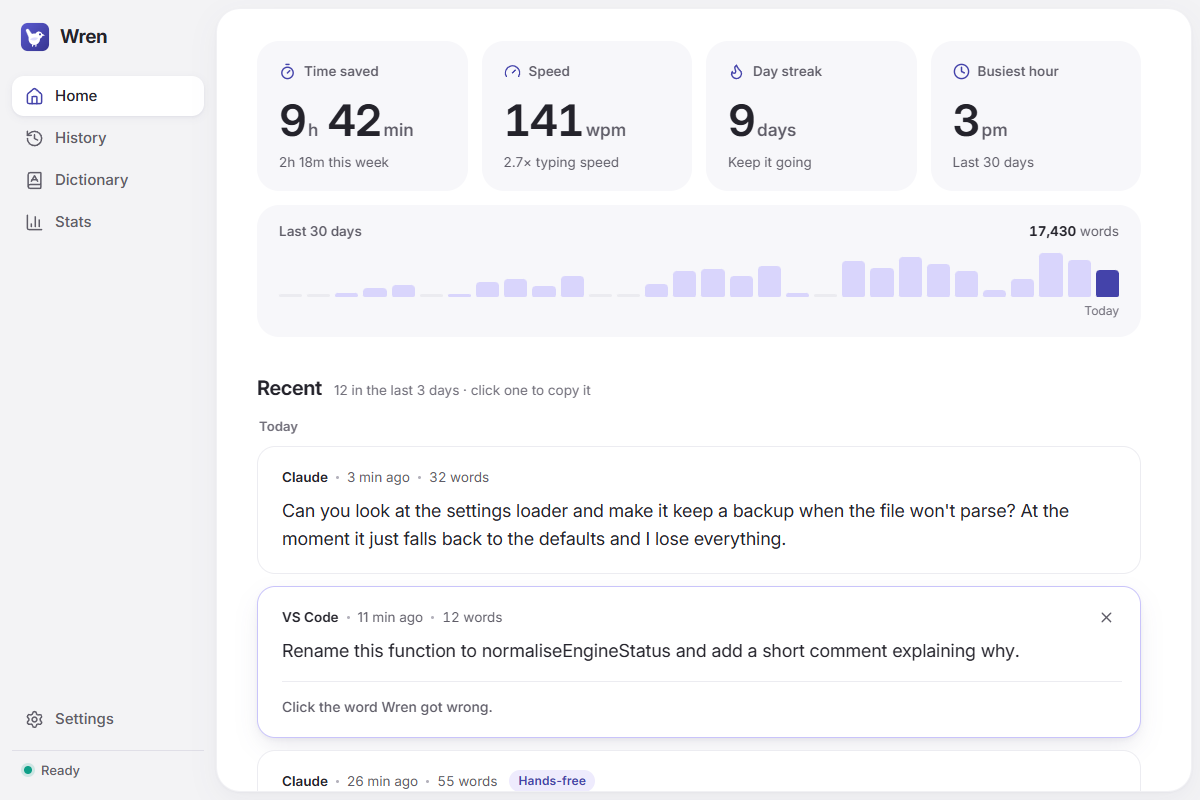 Wren
Home
History
Dictionary
Stats
Settings
Ready
Time saved
9h 42min
2h 18m this week
Speed
141wpm
2.7× typing speed
Day streak
9days
Keep it going
Busiest hour
3pm
Last 30 days
Last 30 days
17,430 words
Today
Recent 12 in the last 3 days · click one to copy it
Today
Claude • 3 min ago • 32 words
Can you look at the settings loader and make it keep a backup when the file won't parse? At the
moment it just falls back to the defaults and I lose everything.
VS Code • 11 min ago • 12 words
Rename this function to normaliseEngineStatus and add a short comment explaining why.
Click the word Wren got wrong.
Claude • 26 min ago • 55 words Hands-free